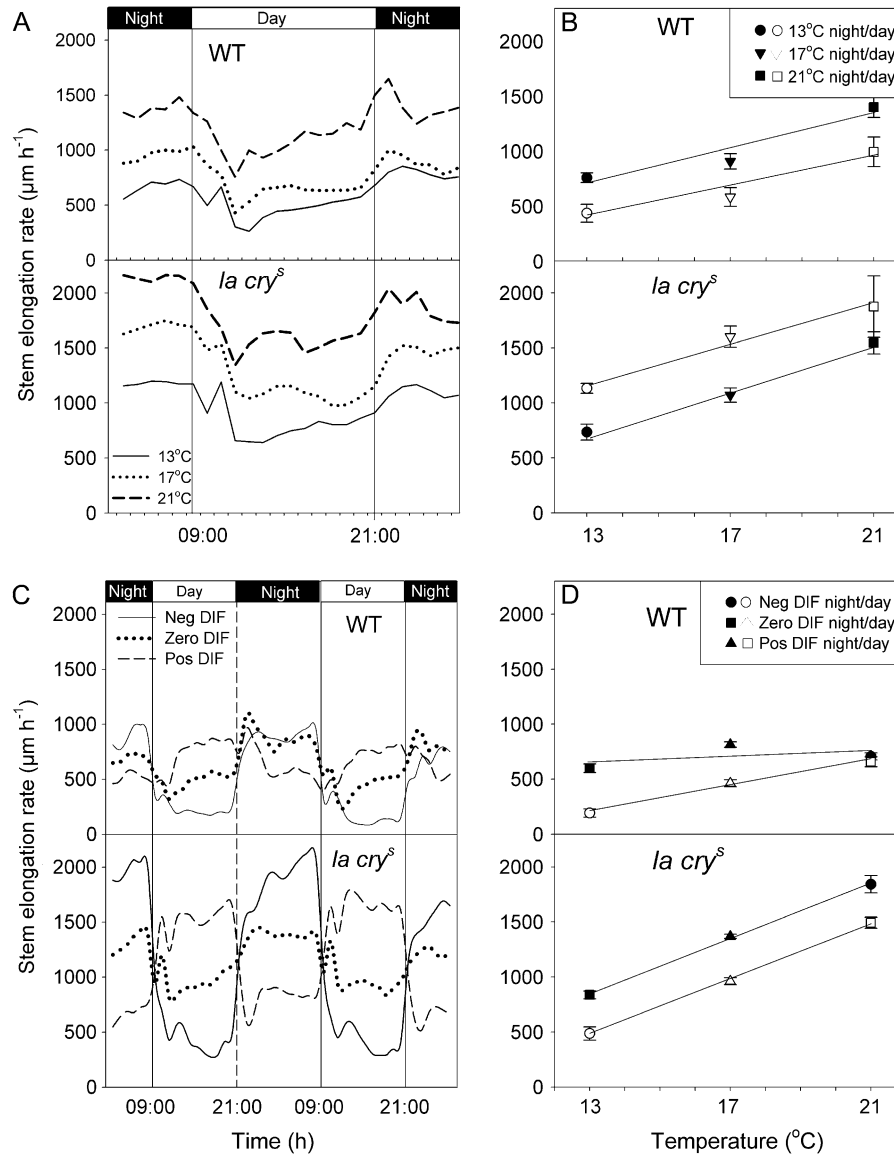 A
Night
Day
Night
WT
2000
1500
1000
500
0
la cryˢ
2000
1500
1000
500
0
13°C
17°C
21°C
09:00
21:00
Stem elongation rate (µm h⁻¹)
B
WT
13°C night/day
17°C night/day
21°C night/day
2000
1500
1000
500
0
la cryˢ
2000
1500
1000
500
0
13
17
21
C
Night
Day
Night
Day
Night
Neg DIF
Zero DIF
Pos DIF
WT
2000
1500
1000
500
0
la cryˢ
2000
1500
1000
500
0
09:00
21:00
09:00
21:00
Stem elongation rate (µm h⁻¹)
Time (h)
D
WT
Neg DIF night/day
Zero DIF night/day
Pos DIF night/day
2000
1500
1000
500
0
la cryˢ
2000
1500
1000
500
0
13
17
21
Temperature (°C)